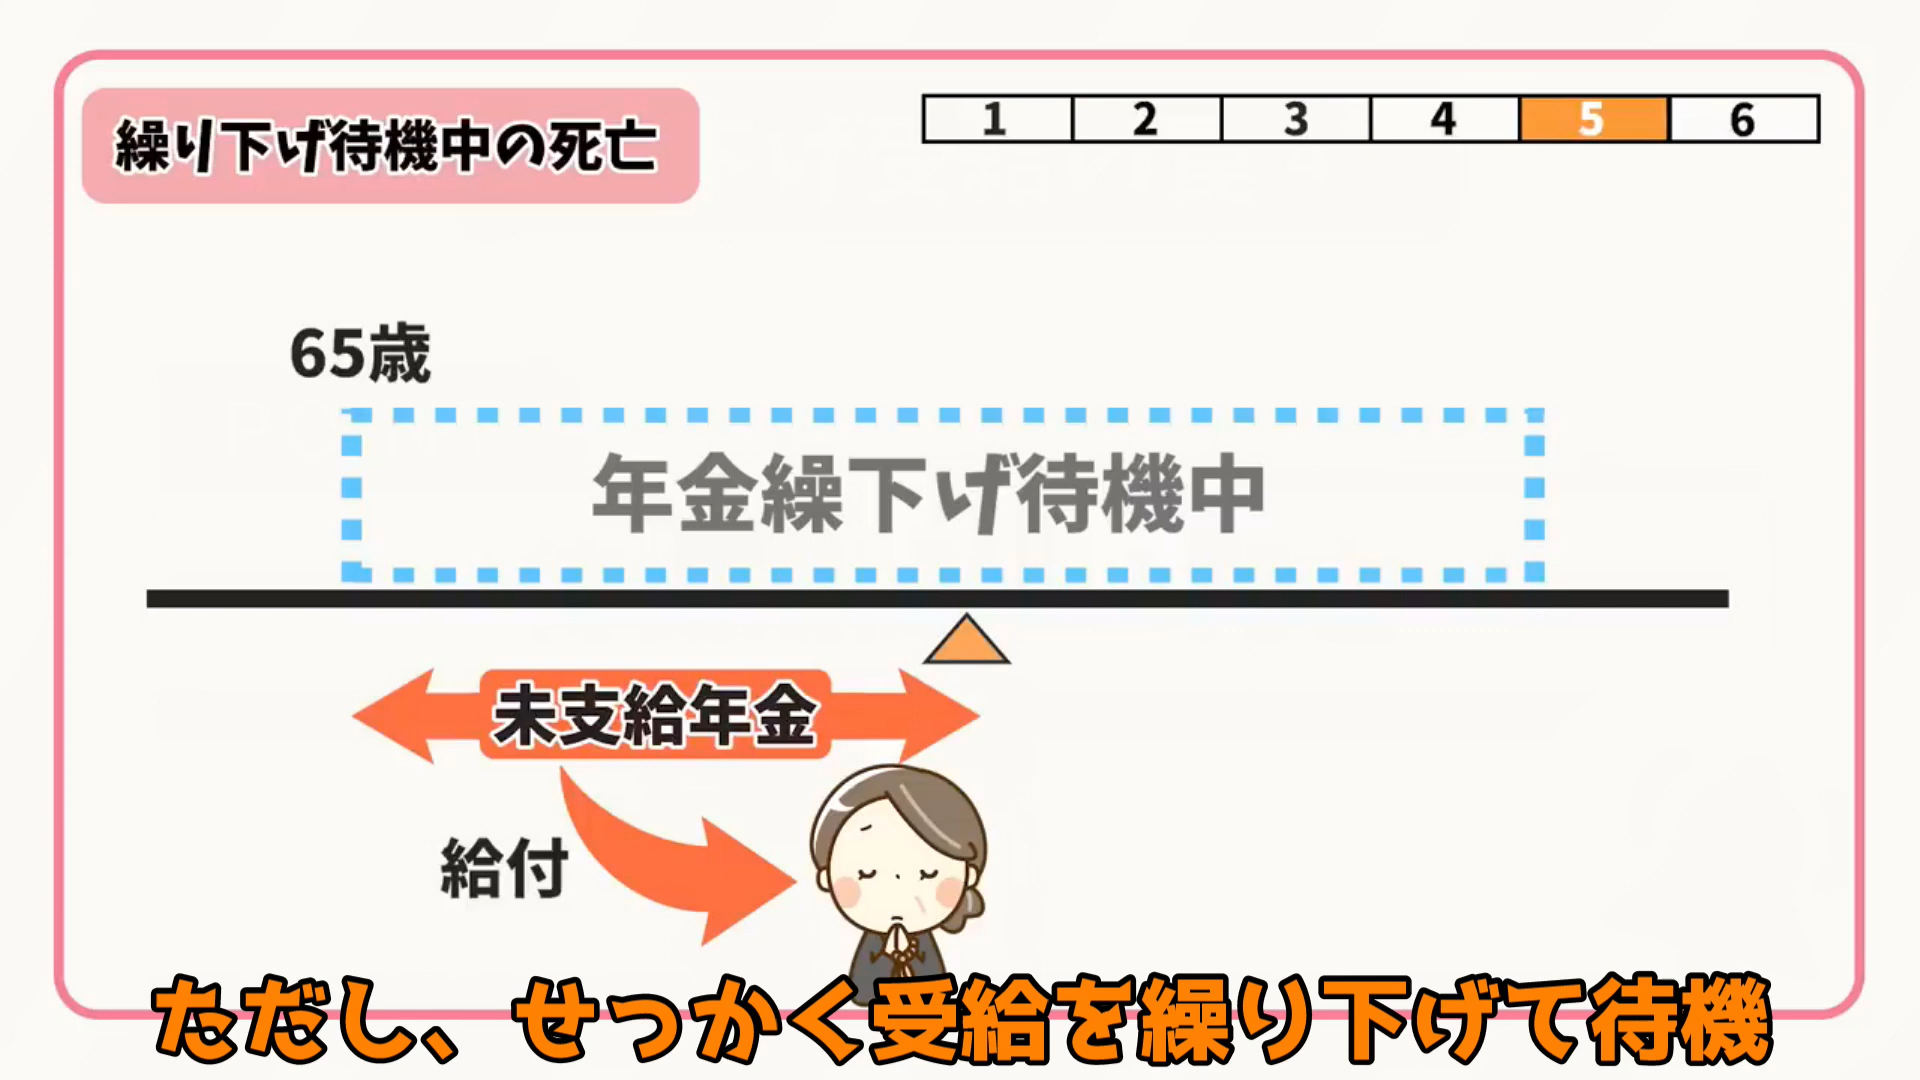 繰り下げ待機中の死亡
1 2 3 4 5 6
65歳
年金繰下げ待機中
未支給年金
給付
ただし、せっかく受給を繰り下げて待機